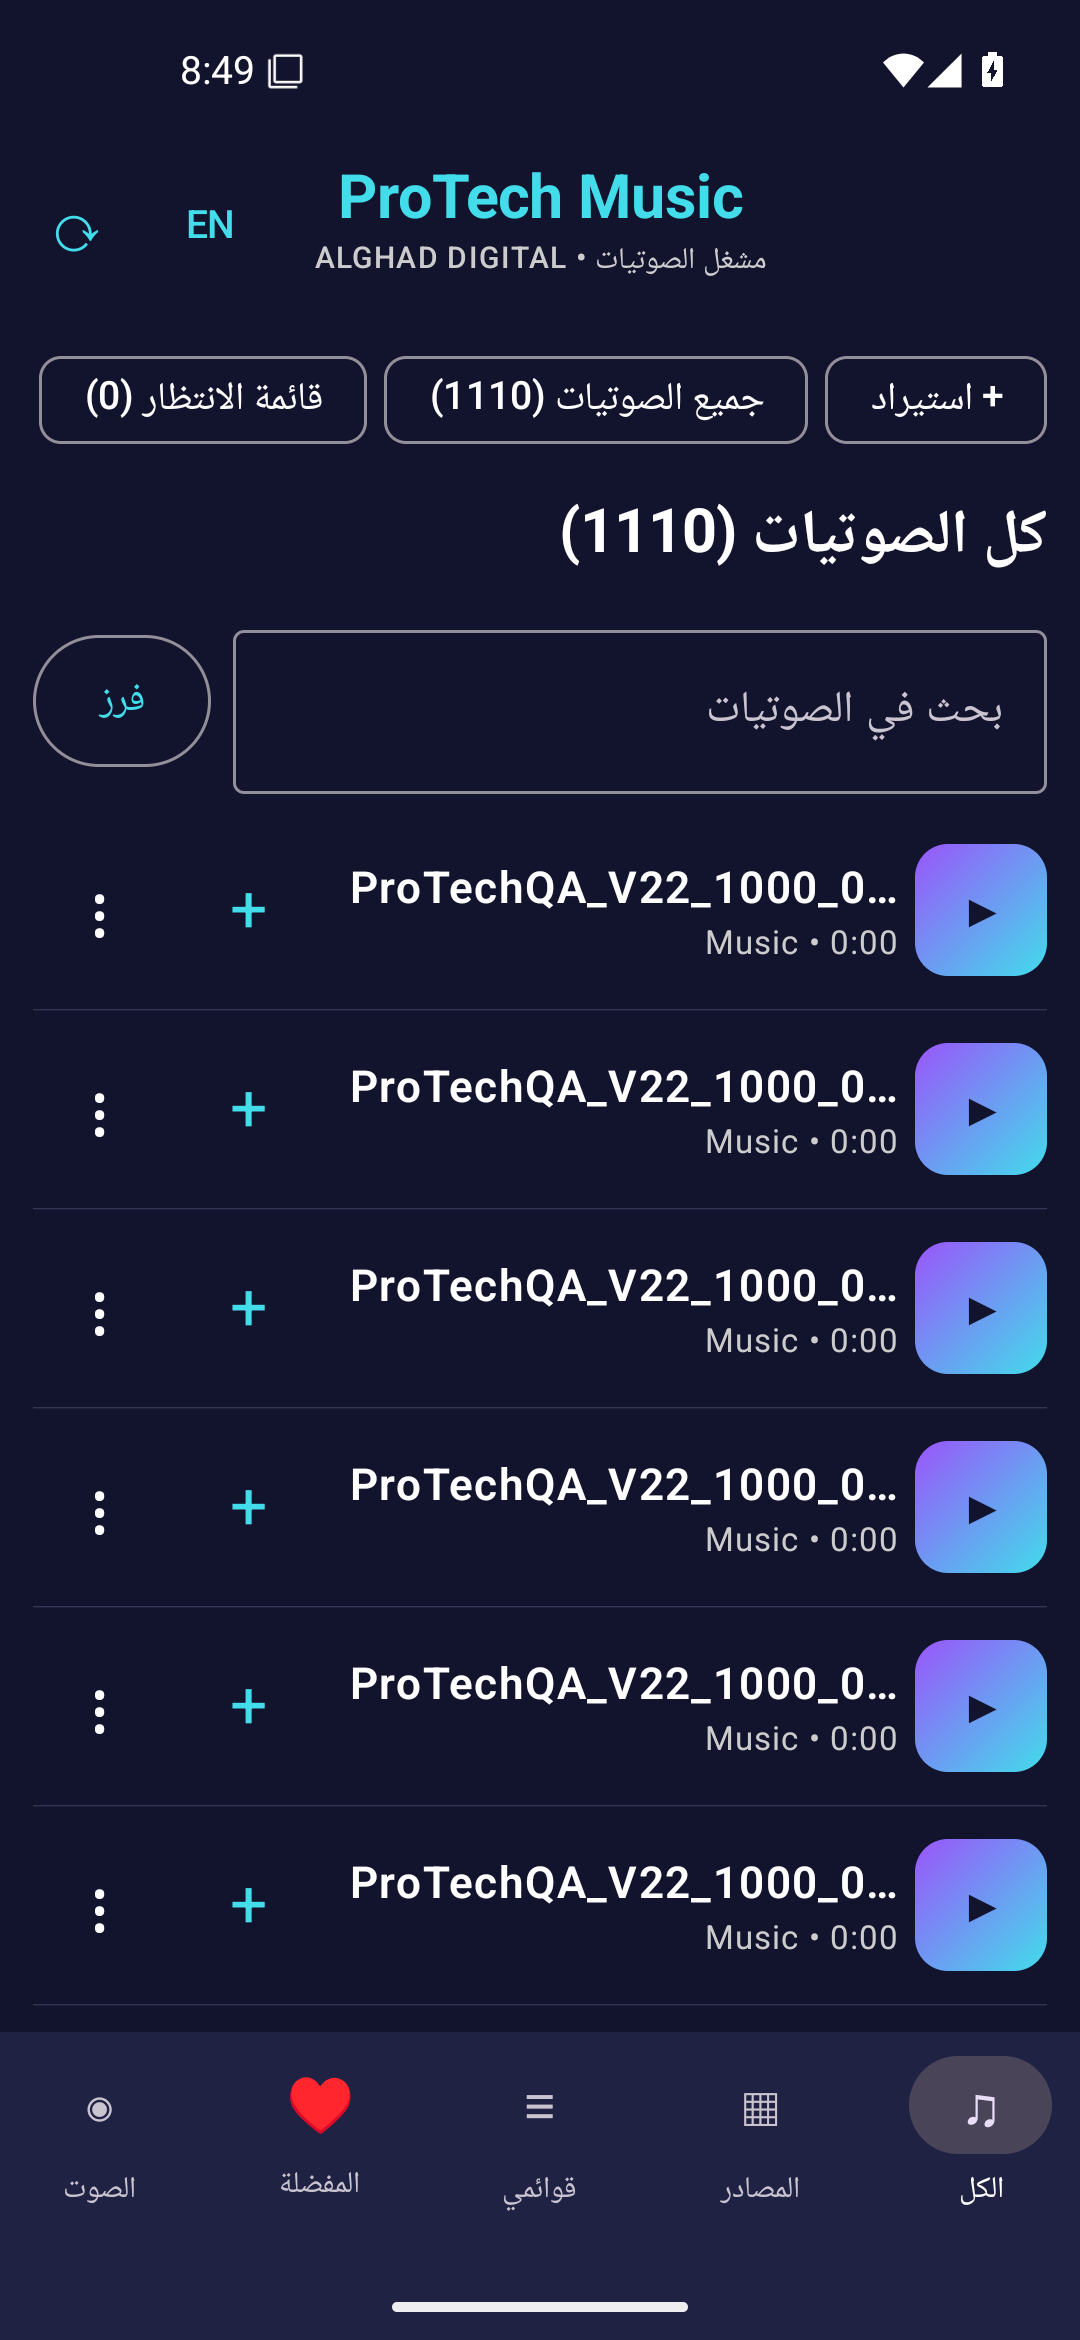 8:49
EN
ProTech Music
ALGHAD DIGITAL • مشغل الصوتيات
+ استيراد
جميع الصوتيات (1110)
قائمة الانتظار (0)
كل الصوتيات (1110)
بحث في الصوتيات
فرز
ProTechQA_V22_1000_0…
Music • 0:00
ProTechQA_V22_1000_0…
Music • 0:00
ProTechQA_V22_1000_0…
Music • 0:00
ProTechQA_V22_1000_0…
Music • 0:00
ProTechQA_V22_1000_0…
Music • 0:00
ProTechQA_V22_1000_0…
Music • 0:00
الكل
المصادر
قوائمي
المفضلة
الصوت